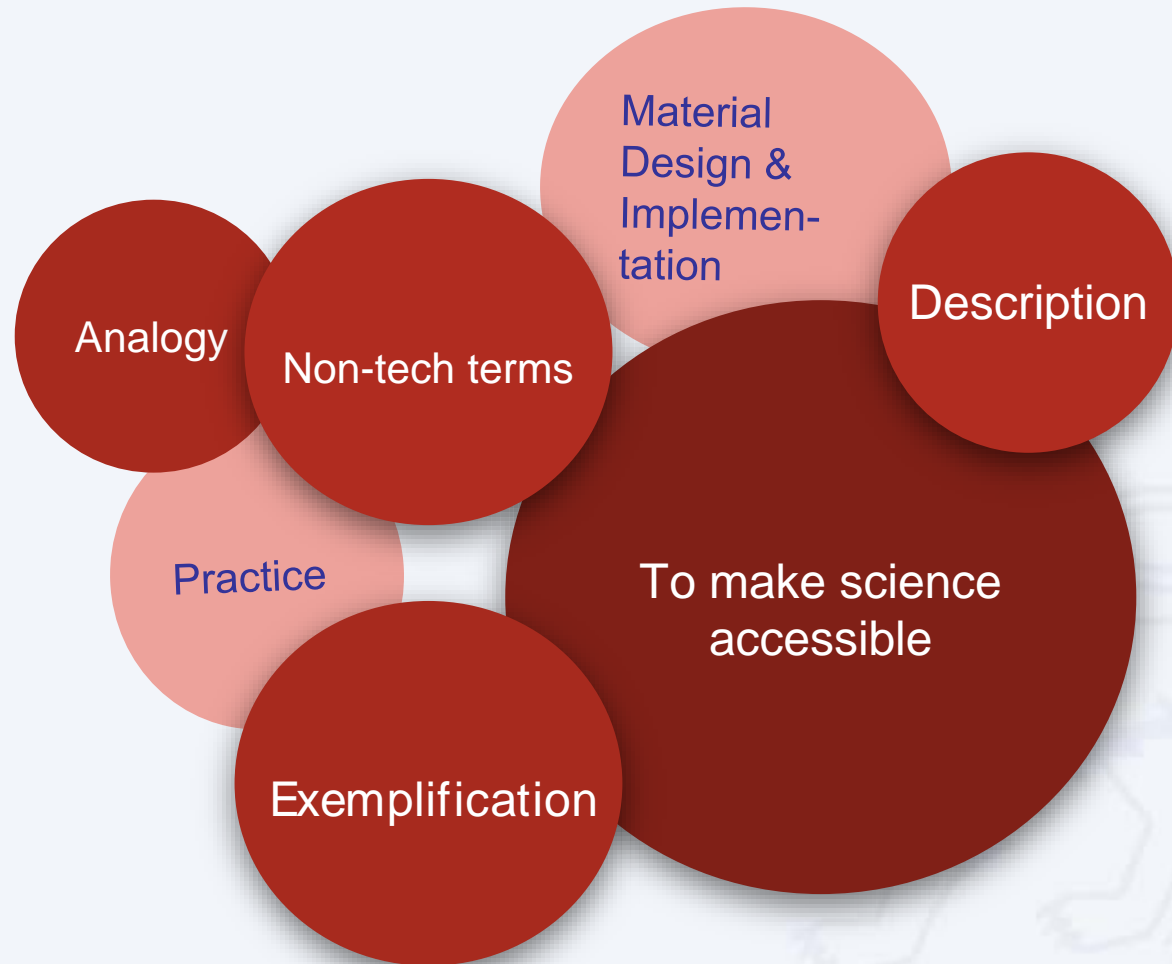 Material
Design &
Implemen-
tation
Description
Analogy
Non-tech terms
Practice
To make science
accessible
Exemplification